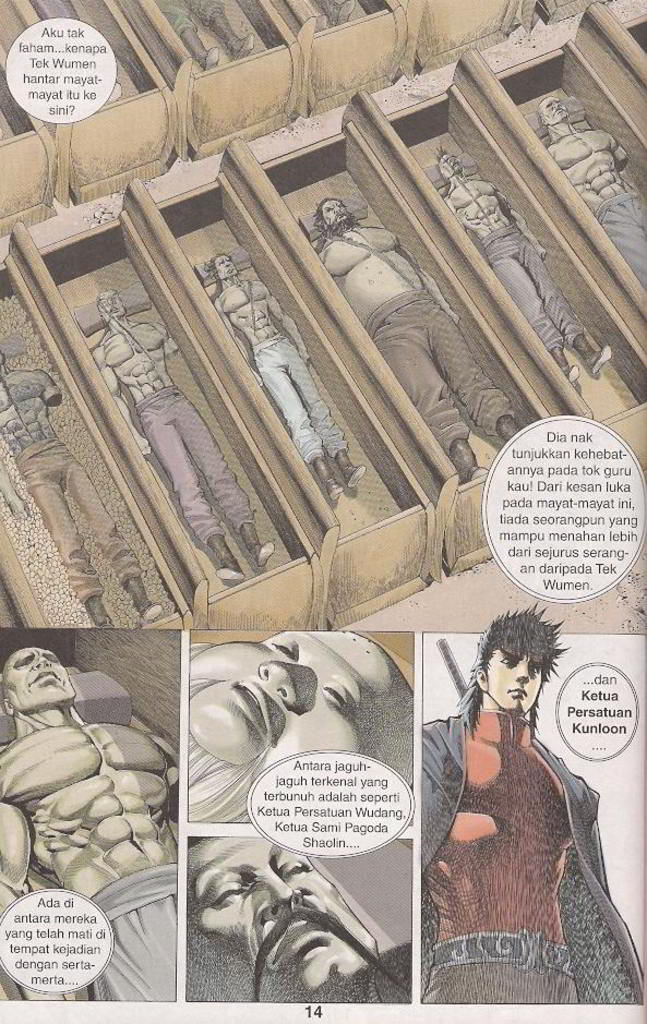 Aku tak
faham...kenapa
Tek Wumen
hantar mayat-
mayat itu ke
sini?
Dia nak
tunjukkan kehebat-
annya pada tok guru
kau! Dari kesan luka
pada mayat-mayat ini,
tiada seorangpun yang
mampu menahan lebih
dari sejurus serang-
an daripada Tek
Wumen.
Ada di
antara mereka
yang telah mati di
tempat kejadian
dengan serta-
merta....
Antara jaguh-
jaguh terkenal yang
terbunuh adalah seperti
Ketua Persatuan Wudang,
Ketua Sami Pagoda
Shaolin....
...dan
Ketua
Persatuan
Kunloon
....
14